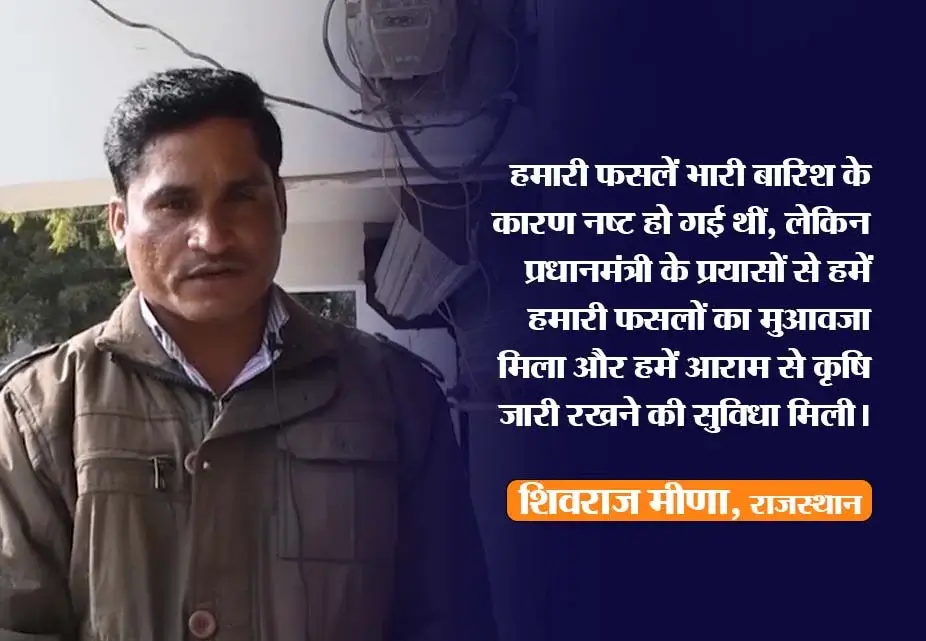 हमारी फसलें भारी बारिश के
कारण नष्ट हो गई थीं, लेकिन
प्रधानमंत्री के प्रयासों से हमें
हमारी फसलों का मुआवजा
मिला और हमें आराम से कृषि
जारी रखने की सुविधा मिली।
शिवराज मीणा, राजस्थान